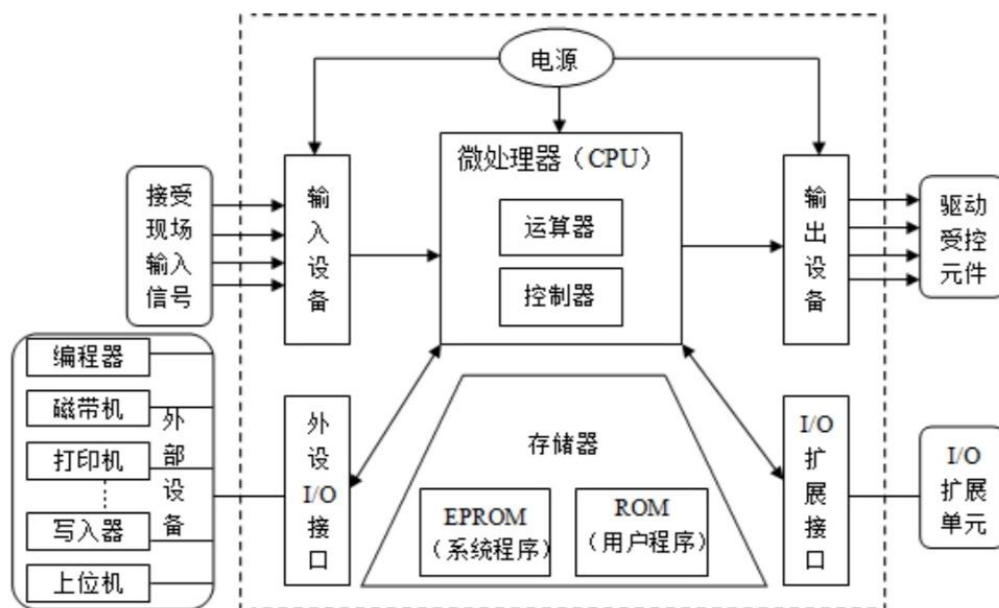 电源
微处理器（CPU）
运算器
控制器
接受
现场
输入
信号
输入设备
输出设备
驱动
受控
元件
编程器
磁带机
打印机
写入器
上位机
外部设备
外设I/O接口
存储器
EPROM
（系统程序）
ROM
（用户程序）
I/O扩展接口
I/O
扩展
单元